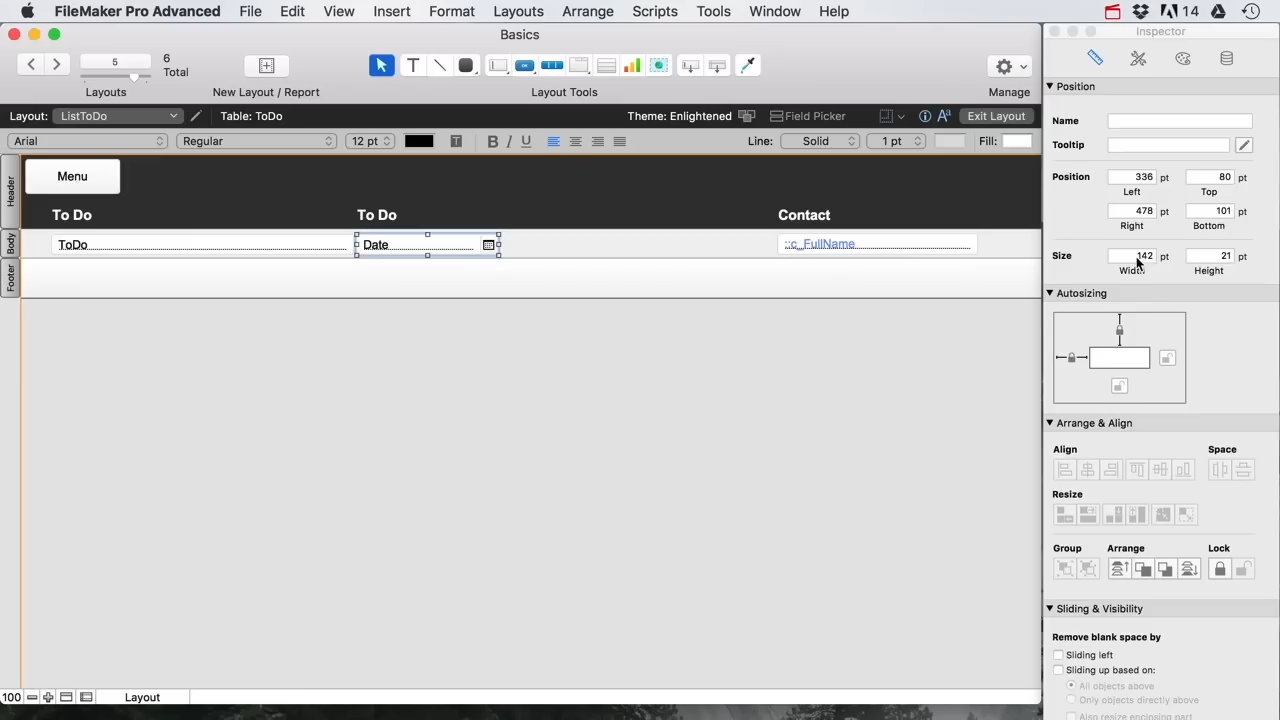 FileMaker Pro Advanced File Edit View Insert Format Layouts Arrange Scripts Tools Window Help 14
Basics
Inspector
5
6
Total
Layouts
New Layout / Report
Layout Tools
Manage
Layout: ListToDo Table: ToDo Theme: Enlightened Field Picker Exit Layout
Arial Regular 12 pt B I U Line: Solid 1 pt Fill:
Header
Menu
To Do To Do Contact
Body
ToDo Date ::c_FullName
Footer
100 Layout
Position
Name
Tooltip
Position 336 pt 80 pt
Left Top
478 pt 101 pt
Right Bottom
Size 142 pt 21 pt
Width Height
Autosizing
Arrange & Align
Align Space
Resize
Group Arrange Lock
Sliding & Visibility
Remove blank space by
Sliding left
Sliding up based on:
All objects above
Only objects directly above
Also resize enclosing part